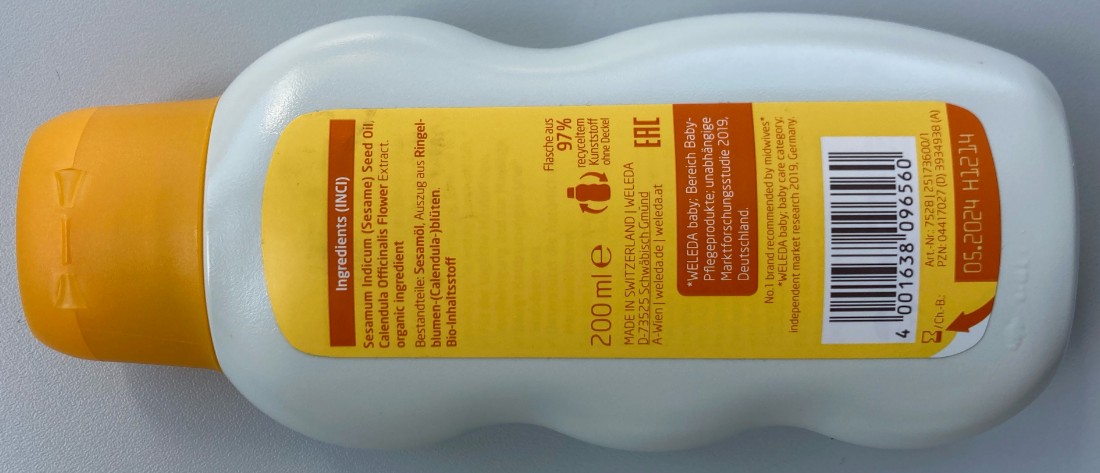 Ingredients (INCI)
Sesamum Indicum (Sesame) Seed Oil,
Calendula Officinalis Flower Extract.
organic ingredient
Bestandteile: Sesamöl, Auszug aus Ringel-
blumen-(Calendula-)blüten.
Bio-Inhaltsstoff
Flasche aus
97%
recyceltem
Kunststoff
ohne Deckel
200 ml e
EAC
MADE IN SWITZERLAND | WELEDA
D-73525 Schwäbisch Gmünd
A-Wien | weleda.de | weleda.at
*WELEDA baby; Bereich Baby-
Pflegeprodukte; unabhängige
Marktforschungsstudie 2019,
Deutschland.
No.1 brand recommended by midwives*
*WELEDA baby; baby care category,
independent market research 2019, Germany.
4 001638 096560
Art.-Nr.: 7528 | 25173600/1
PZN: 04417027 (D) 3934938 (A)
/Ch.-B.:
05.2024 H1214